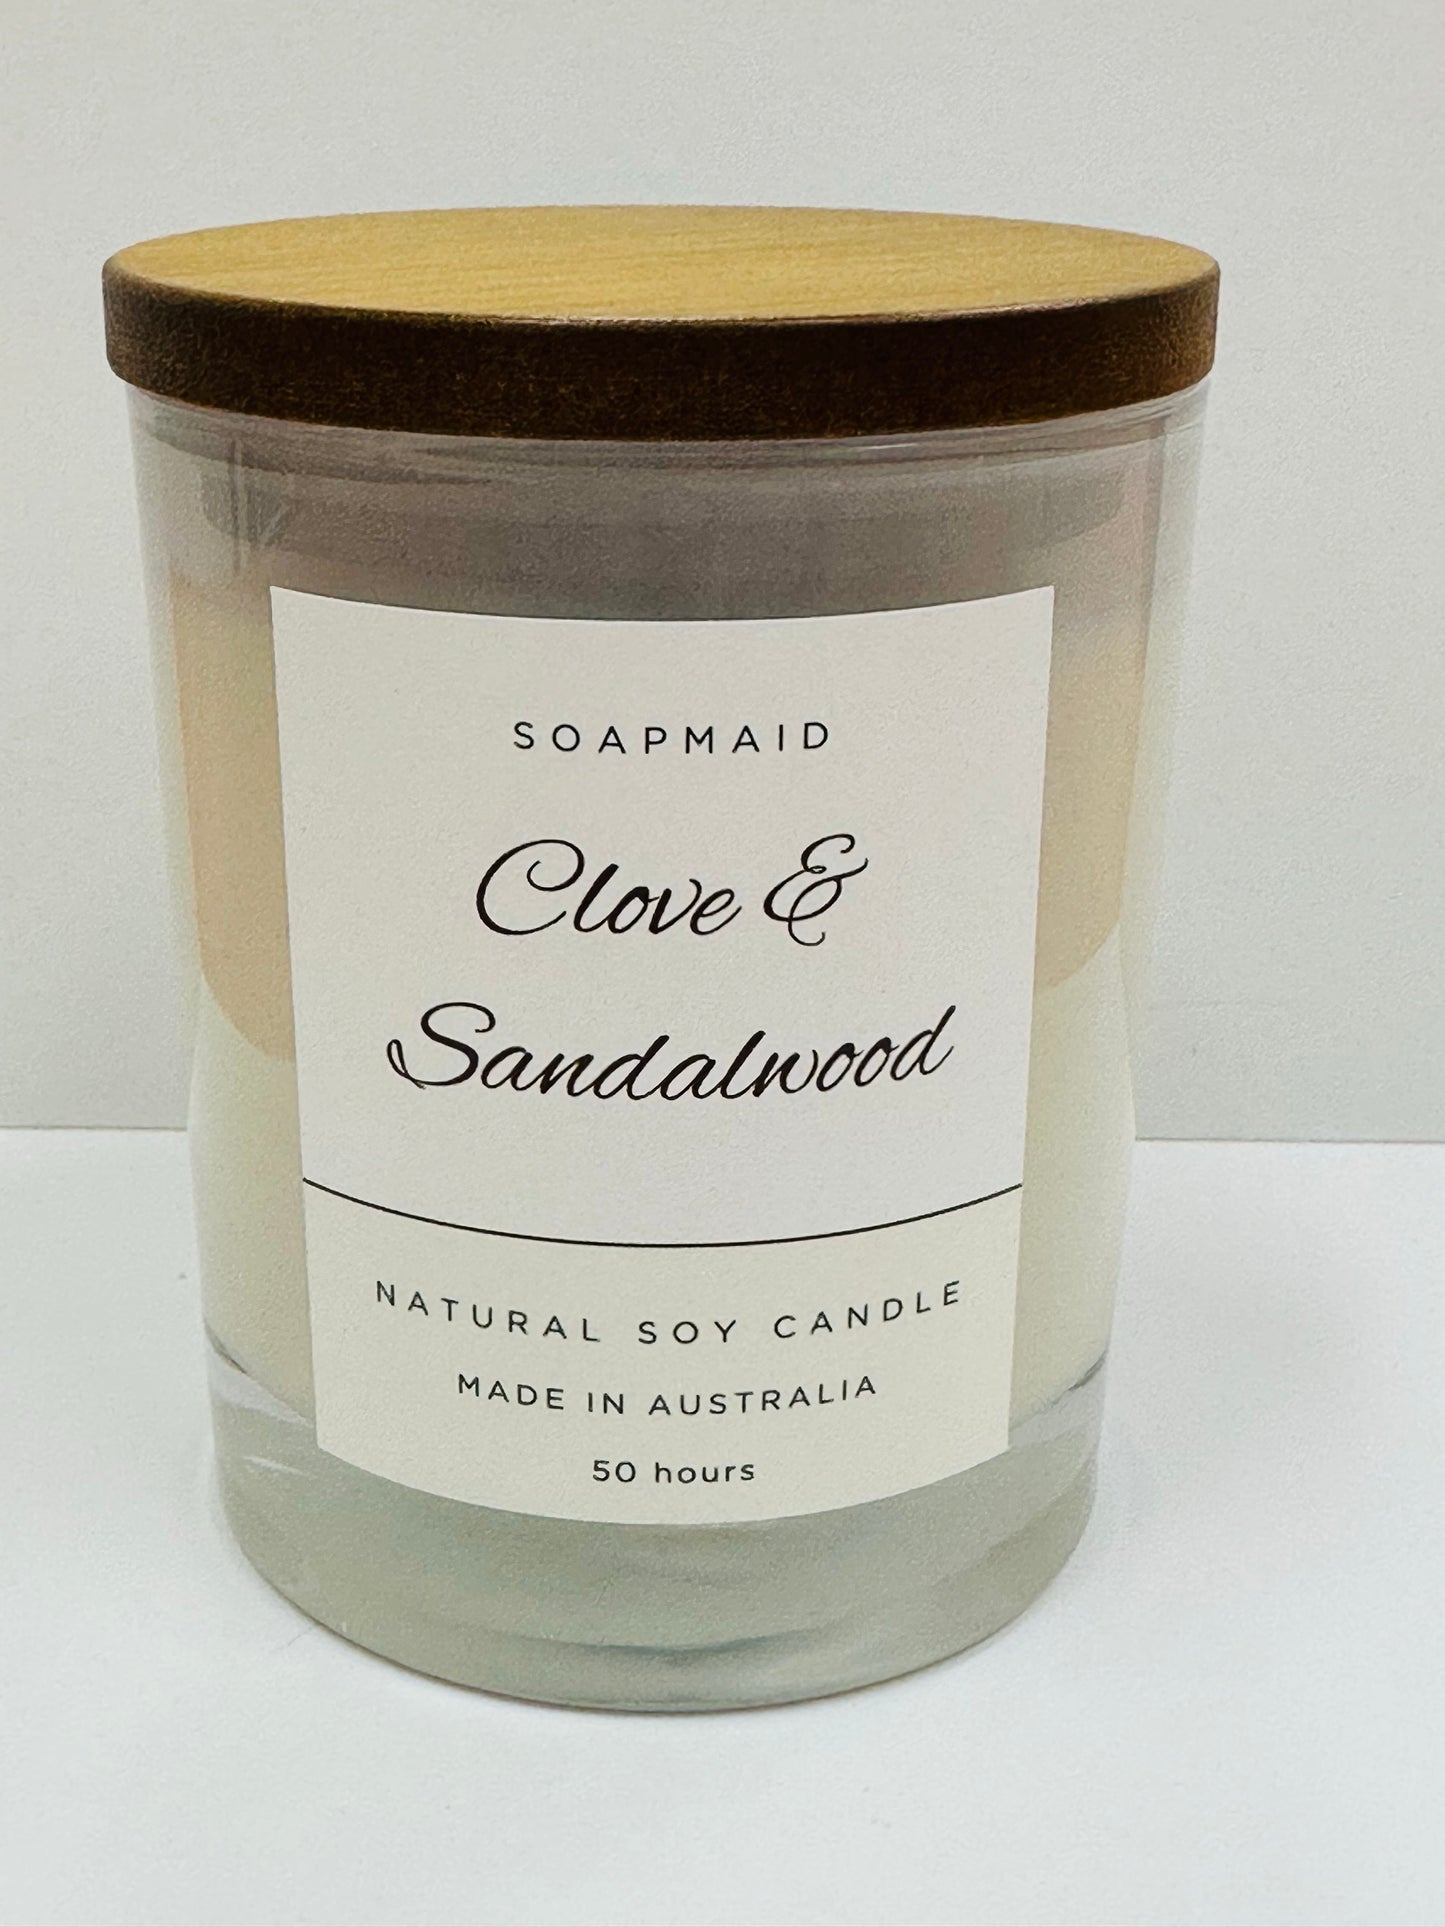 SOAPMAID
Clove &
Sandalwood
NATURAL SOY CANDLE
MADE IN AUSTRALIA
50 hours